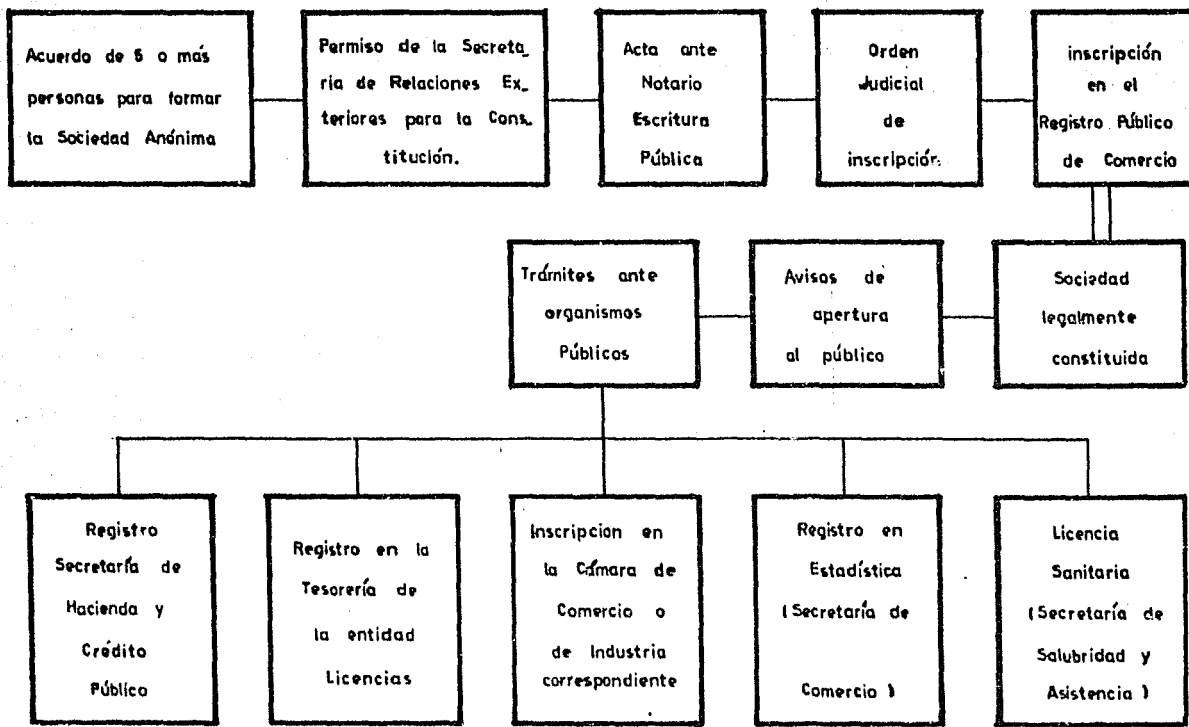 Acuerdo de 5 o más
personas para formar
la Sociedad Anónima
Permiso de la Secreta_
ría de Relaciones Ex_
teriores para la Cons_
titución.
Acta ante
Notario
Escritura
Pública
Orden
Judicial
de
inscripción.
inscripción
en el
Registro Público
de Comercio
Trámites ante
organismos
Públicos
Avisos de
apertura
al público
Sociedad
legalmente
constituida
Registro
Secretaría de
Hacienda y
Crédito
Público
Registro en la
Tesorería de
la entidad
Licencias
Inscripcion en
la Cámara de
Comercio o
de Industria
correspondiente
Registro en
Estadística
(Secretaría de
Comercio)
Licencia
Sanitaria
(Secretaría de
Salubridad y
Asistencia)